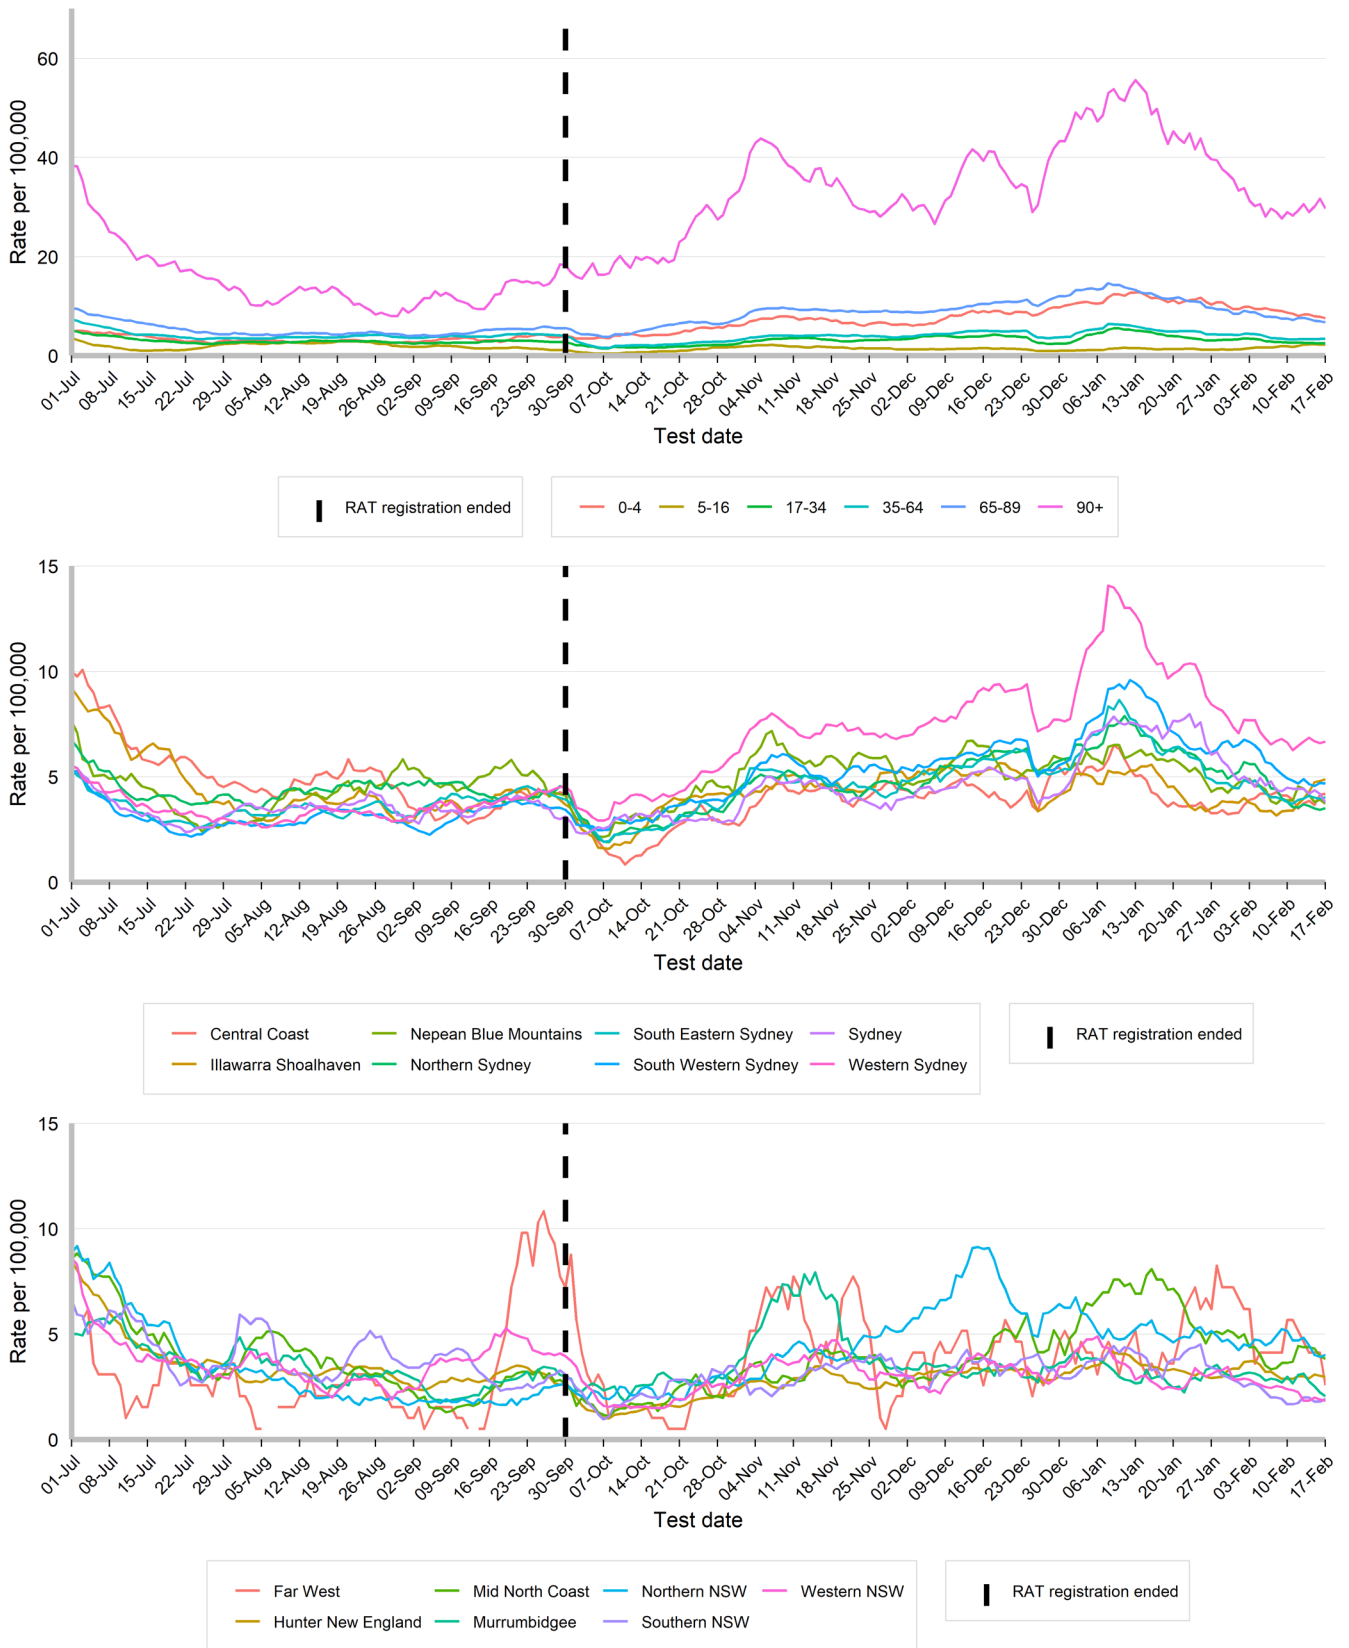 Rate per 100,000
60
40
20
0
01-Jul 08-Jul 15-Jul 22-Jul 29-Jul 05-Aug 12-Aug 19-Aug 26-Aug 02-Sep 09-Sep 16-Sep 23-Sep 30-Sep 07-Oct 14-Oct 21-Oct 28-Oct 04-Nov 11-Nov 18-Nov 25-Nov 02-Dec 09-Dec 16-Dec 23-Dec 30-Dec 06-Jan 13-Jan 20-Jan 27-Jan 03-Feb 10-Feb 17-Feb
Test date
RAT registration ended 0-4 5-16 17-34 35-64 65-89 90+
Rate per 100,000
15
10
5
0
01-Jul 08-Jul 15-Jul 22-Jul 29-Jul 05-Aug 12-Aug 19-Aug 26-Aug 02-Sep 09-Sep 16-Sep 23-Sep 30-Sep 07-Oct 14-Oct 21-Oct 28-Oct 04-Nov 11-Nov 18-Nov 25-Nov 02-Dec 09-Dec 16-Dec 23-Dec 30-Dec 06-Jan 13-Jan 20-Jan 27-Jan 03-Feb 10-Feb 17-Feb
Test date
Central Coast Nepean Blue Mountains South Eastern Sydney Sydney RAT registration ended
Illawarra Shoalhaven Northern Sydney South Western Sydney Western Sydney
Rate per 100,000
15
10
5
0
01-Jul 08-Jul 15-Jul 22-Jul 29-Jul 05-Aug 12-Aug 19-Aug 26-Aug 02-Sep 09-Sep 16-Sep 23-Sep 30-Sep 07-Oct 14-Oct 21-Oct 28-Oct 04-Nov 11-Nov 18-Nov 25-Nov 02-Dec 09-Dec 16-Dec 23-Dec 30-Dec 06-Jan 13-Jan 20-Jan 27-Jan 03-Feb 10-Feb 17-Feb
Test date
Far West Mid North Coast Northern NSW Western NSW RAT registration ended
Hunter New England Murrumbidgee Southern NSW